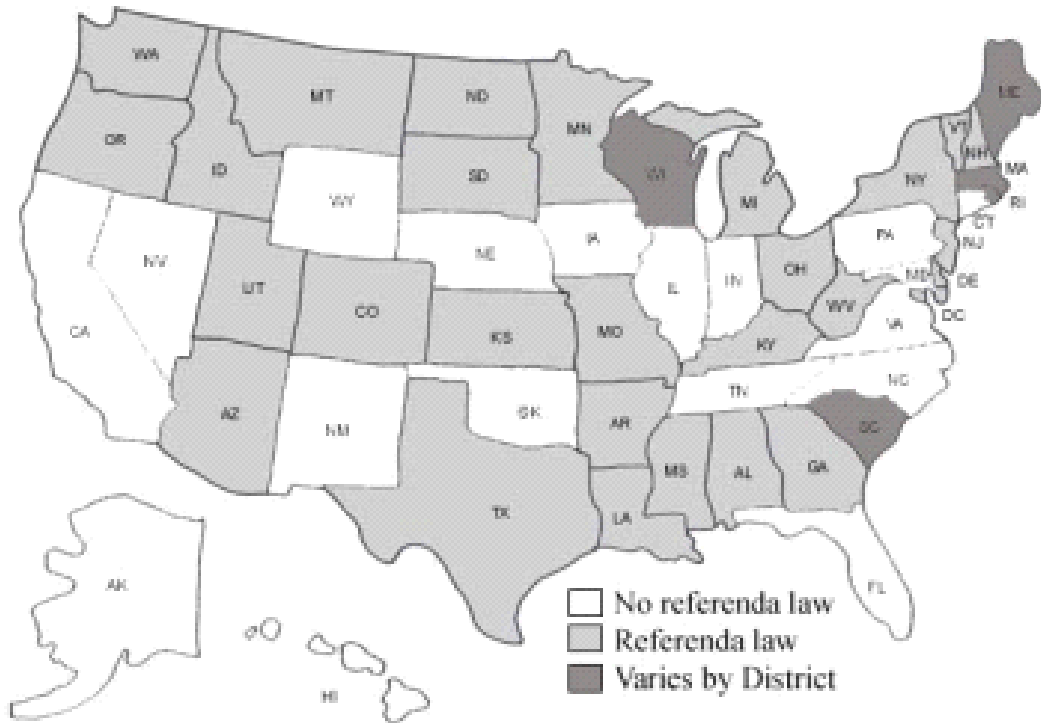 WA
MT
ND
MN
ME
VT
NH
OR
ID
SD
WI
NY
MA
MI
RI
WY
CT
IA
PA
NJ
NE
NV
OH
IL
IN
MD
DE
UT
WV
CO
DC
VA
CA
KS
MO
KY
NC
TN
AZ
OK
AR
NM
SC
MS
AL
GA
TX
LA
AK
FL
No referenda law
Referenda law
Varies by District
HI